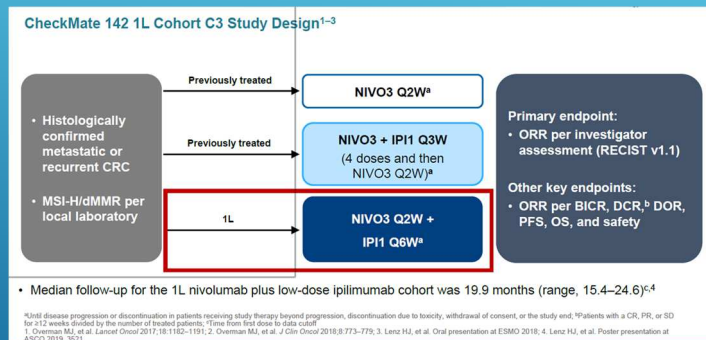 CheckMate 142 1L Cohort C3 Study Design1–3
• Histologically
confirmed
metastatic or
recurrent CRC
• MSI-H/dMMR per
local laboratory
Previously treated
NIVO3 Q2Wa
Previously treated
NIVO3 + IPI1 Q3W
(4 doses and then
NIVO3 Q2W)a
1L
NIVO3 Q2W +
IPI1 Q6Wa
Primary endpoint:
• ORR per investigator
assessment (RECIST v1.1)
Other key endpoints:
• ORR per BICR, DCR,b DOR,
PFS, OS, and safety
• Median follow-up for the 1L nivolumab plus low-dose ipilimumab cohort was 19.9 months (range, 15.4–24.6)c,4
aUntil disease progression or discontinuation in patients receiving study therapy beyond progression, discontinuation due to toxicity, withdrawal of consent, or the study end; bPatients with a CR, PR, or SD
for ≥12 weeks divided by the number of treated patients; cTime from first dose to data cutoff
1. Overman MJ, et al. Lancet Oncol 2017;18:1182–1191; 2. Overman MJ, et al. J Clin Oncol 2018;8:773–779; 3. Lenz HJ, et al. Oral presentation at ESMO 2018; 4. Lenz HJ, et al. Poster presentation at
ASCO 2019. 3521